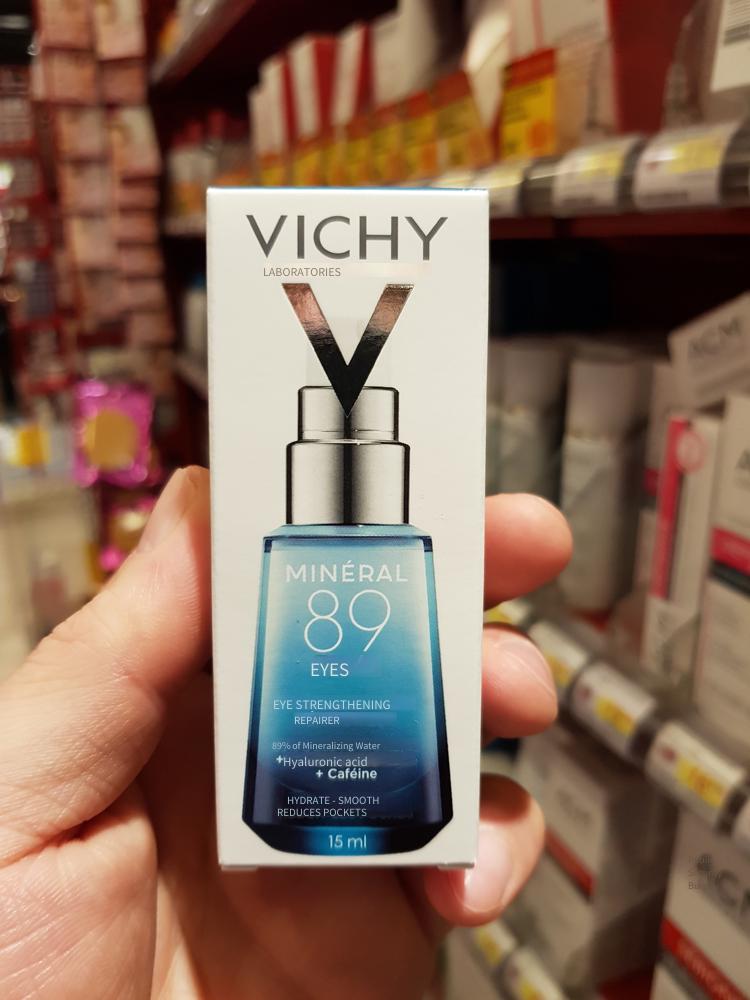 VICHY
LABORATORIES
MINÉRAL
89
EYES
EYE STRENGTHENING
REPAIRER
89% of Mineralizing Water
+Hyaluronic acid
+ Caféine
HYDRATE - SMOOTH
REDUCES POCKETS
15 ml